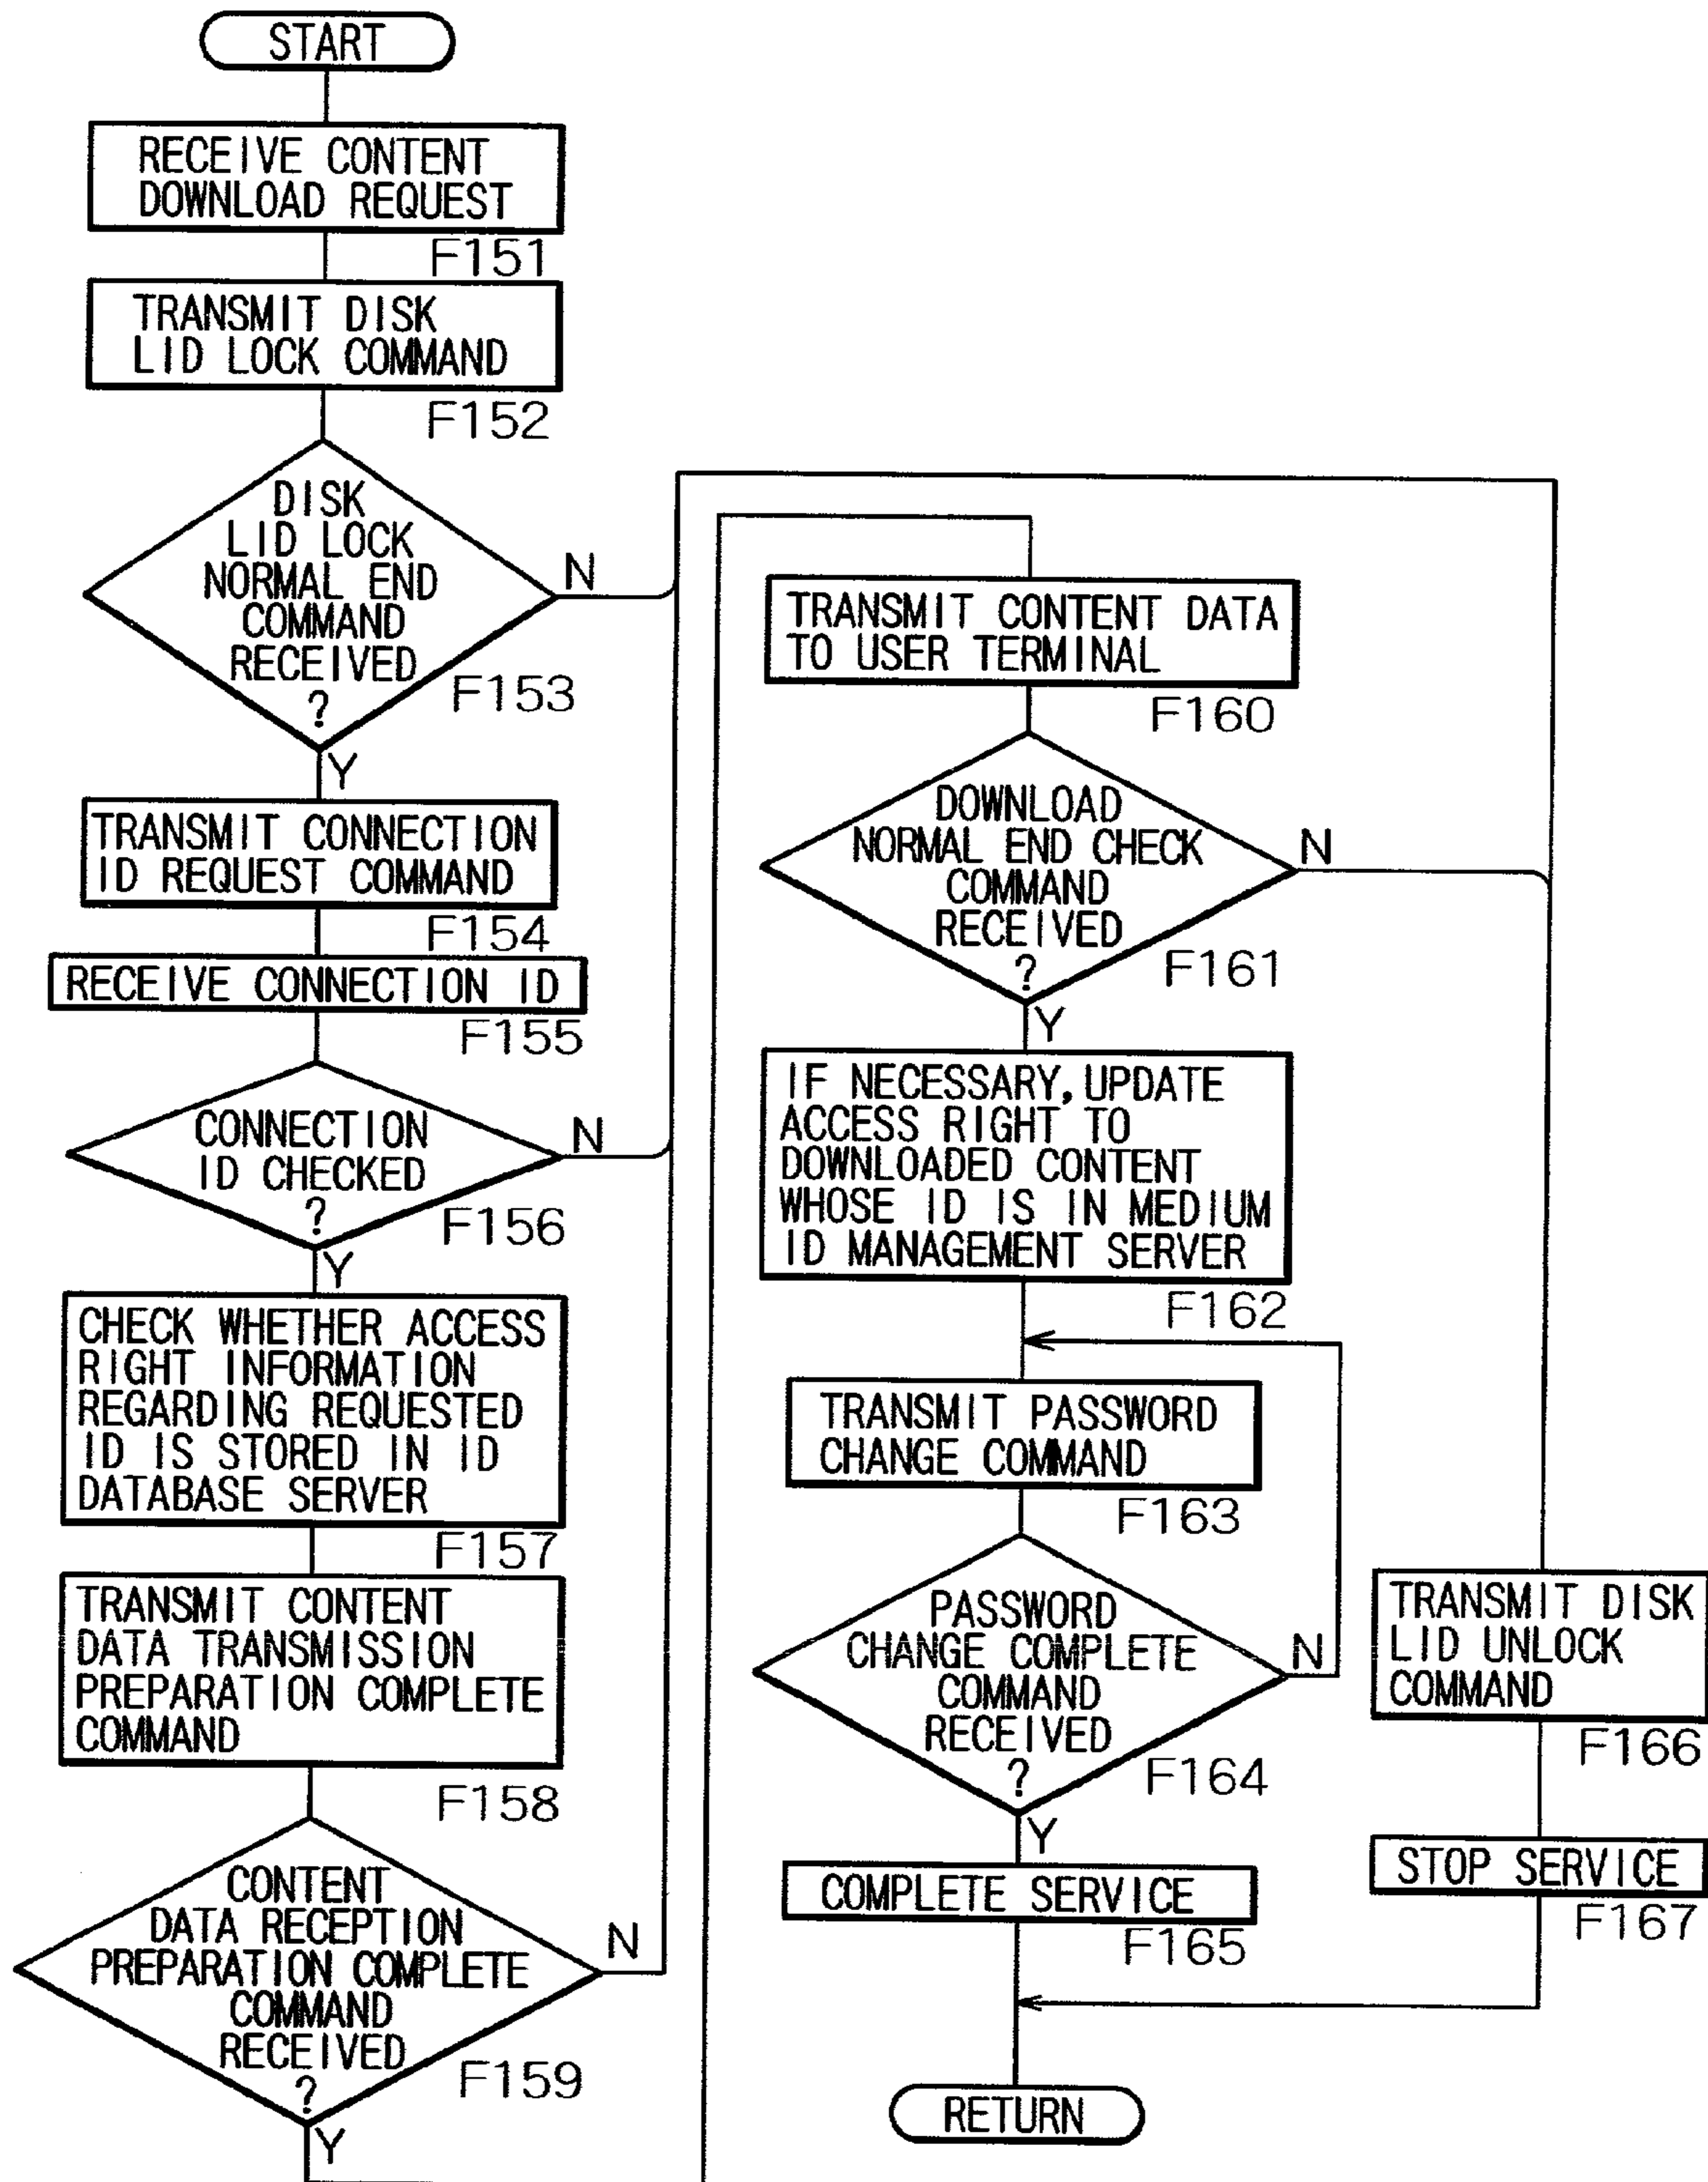 START
RECEIVE CONTENT
DOWNLOAD REQUEST
F151
TRANSMIT DISK
LID LOCK COMMAND
F152
DISK
LID LOCK
NORMAL END
COMMAND
RECEIVED
?
F153
N
Y
TRANSMIT CONNECTION
ID REQUEST COMMAND
F154
RECEIVE CONNECTION ID
F155
CONNECTION
ID CHECKED
?
F156
N
Y
CHECK WHETHER ACCESS
RIGHT INFORMATION
REGARDING REQUESTED
ID IS STORED IN ID
DATABASE SERVER
F157
TRANSMIT CONTENT
DATA TRANSMISSION
PREPARATION COMPLETE
COMMAND
F158
CONTENT
DATA RECEPTION
PREPARATION COMPLETE
COMMAND
RECEIVED
?
F159
N
Y
TRANSMIT CONTENT DATA
TO USER TERMINAL
F160
DOWNLOAD
NORMAL END CHECK
COMMAND
RECEIVED
?
F161
N
Y
IF NECESSARY, UPDATE
ACCESS RIGHT TO
DOWNLOADED CONTENT
WHOSE ID IS IN MEDIUM
ID MANAGEMENT SERVER
F162
TRANSMIT PASSWORD
CHANGE COMMAND
F163
PASSWORD
CHANGE COMPLETE
COMMAND
RECEIVED
?
F164
N
Y
COMPLETE SERVICE
F165
TRANSMIT DISK
LID UNLOCK
COMMAND
F166
STOP SERVICE
F167
RETURN